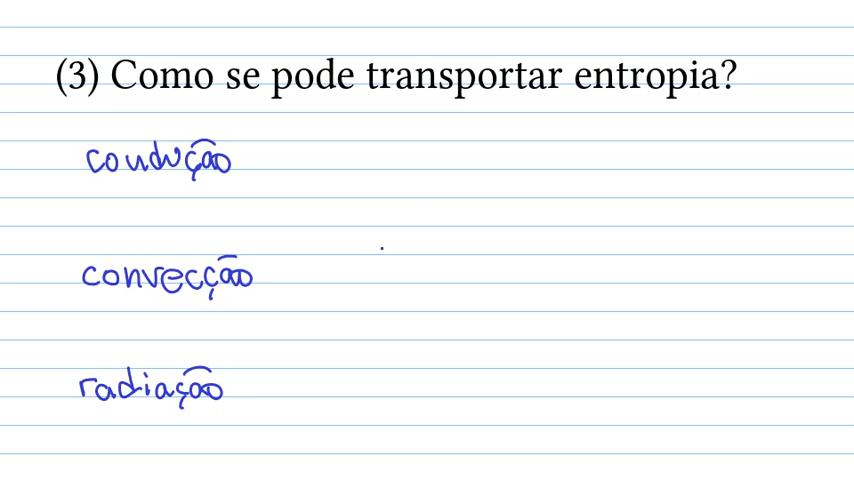 (3) Como se pode transportar entropia?
condução
convecção
radiação